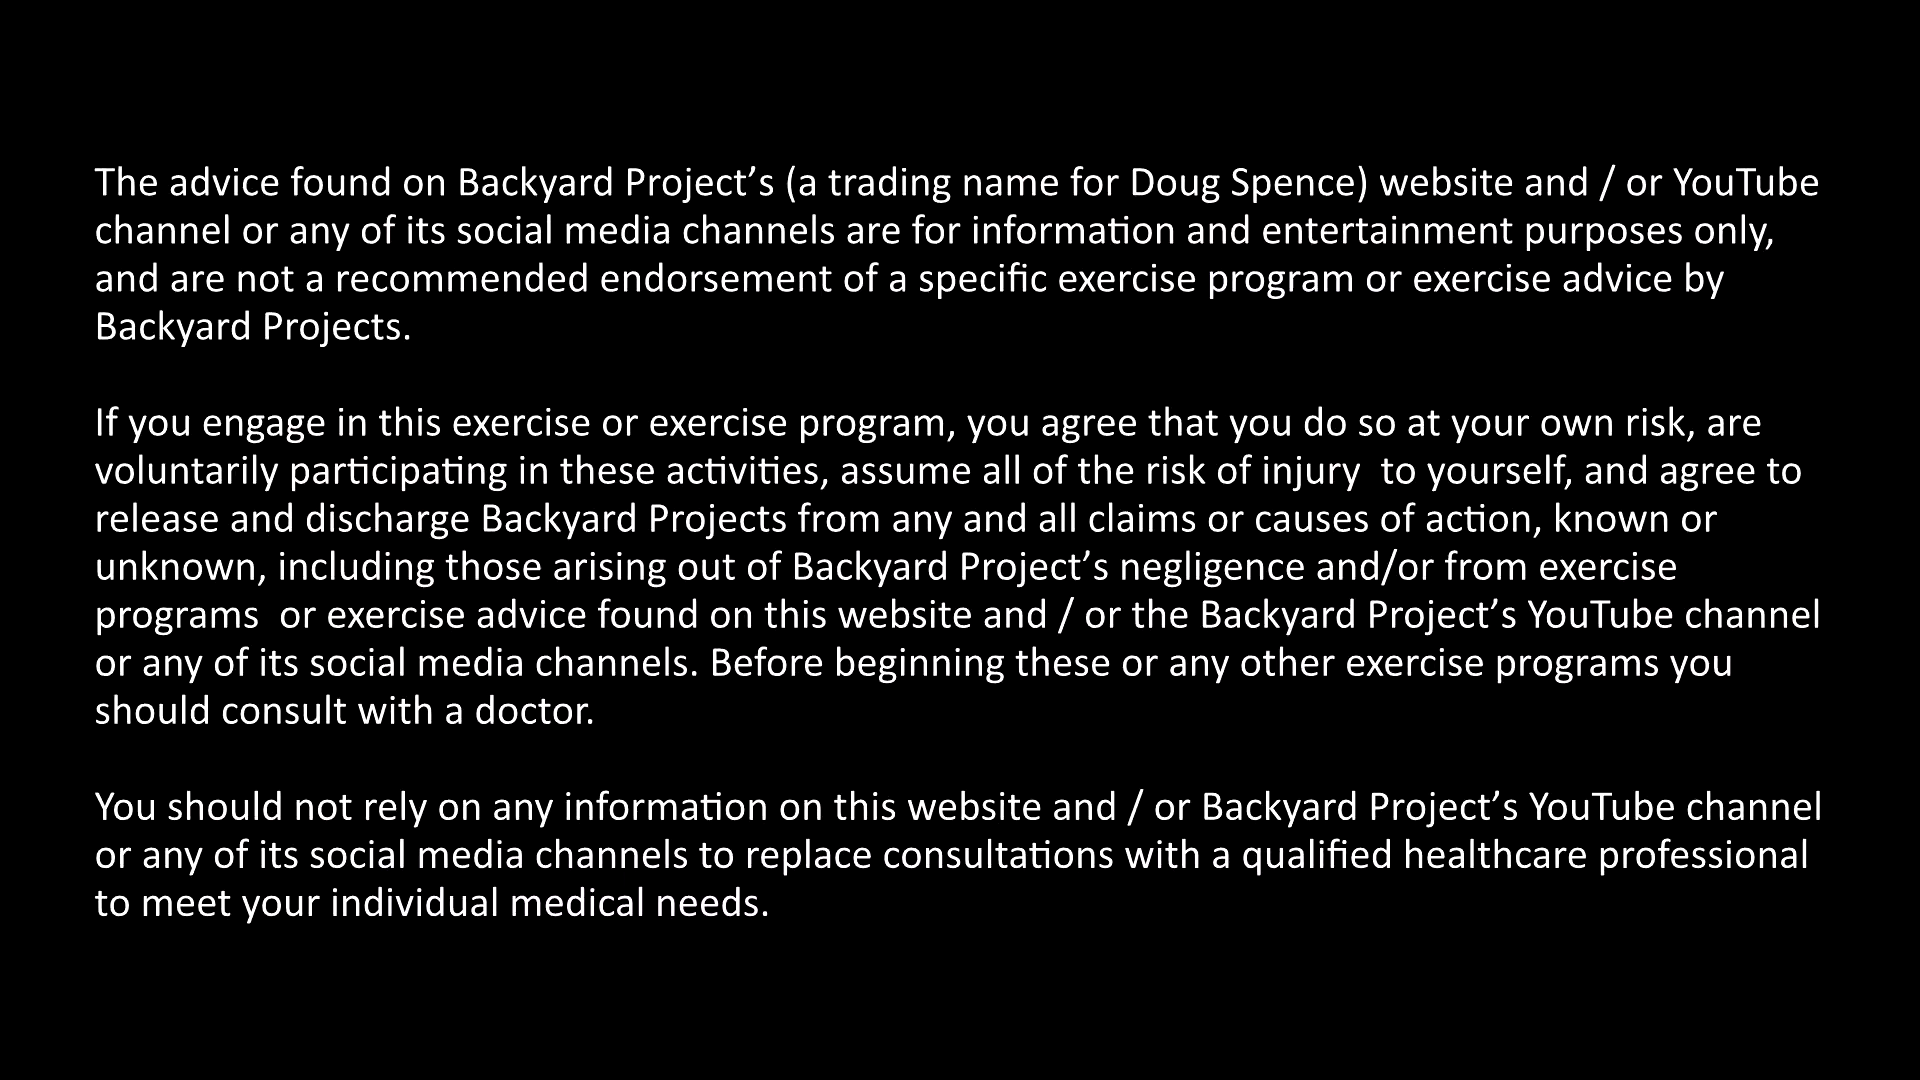 The advice found on Backyard Project’s (a trading name for Doug Spence) website and / or YouTube
channel or any of its social media channels are for information and entertainment purposes only,
and are not a recommended endorsement of a specific exercise program or exercise advice by
Backyard Projects.
If you engage in this exercise or exercise program, you agree that you do so at your own risk, are
voluntarily participating in these activities, assume all of the risk of injury  to yourself, and agree to
release and discharge Backyard Projects from any and all claims or causes of action, known or
unknown, including those arising out of Backyard Project’s negligence and/or from exercise
programs  or exercise advice found on this website and / or the Backyard Project’s YouTube channel
or any of its social media channels. Before beginning these or any other exercise programs you
should consult with a doctor.
You should not rely on any information on this website and / or Backyard Project’s YouTube channel
or any of its social media channels to replace consultations with a qualified healthcare professional
to meet your individual medical needs.